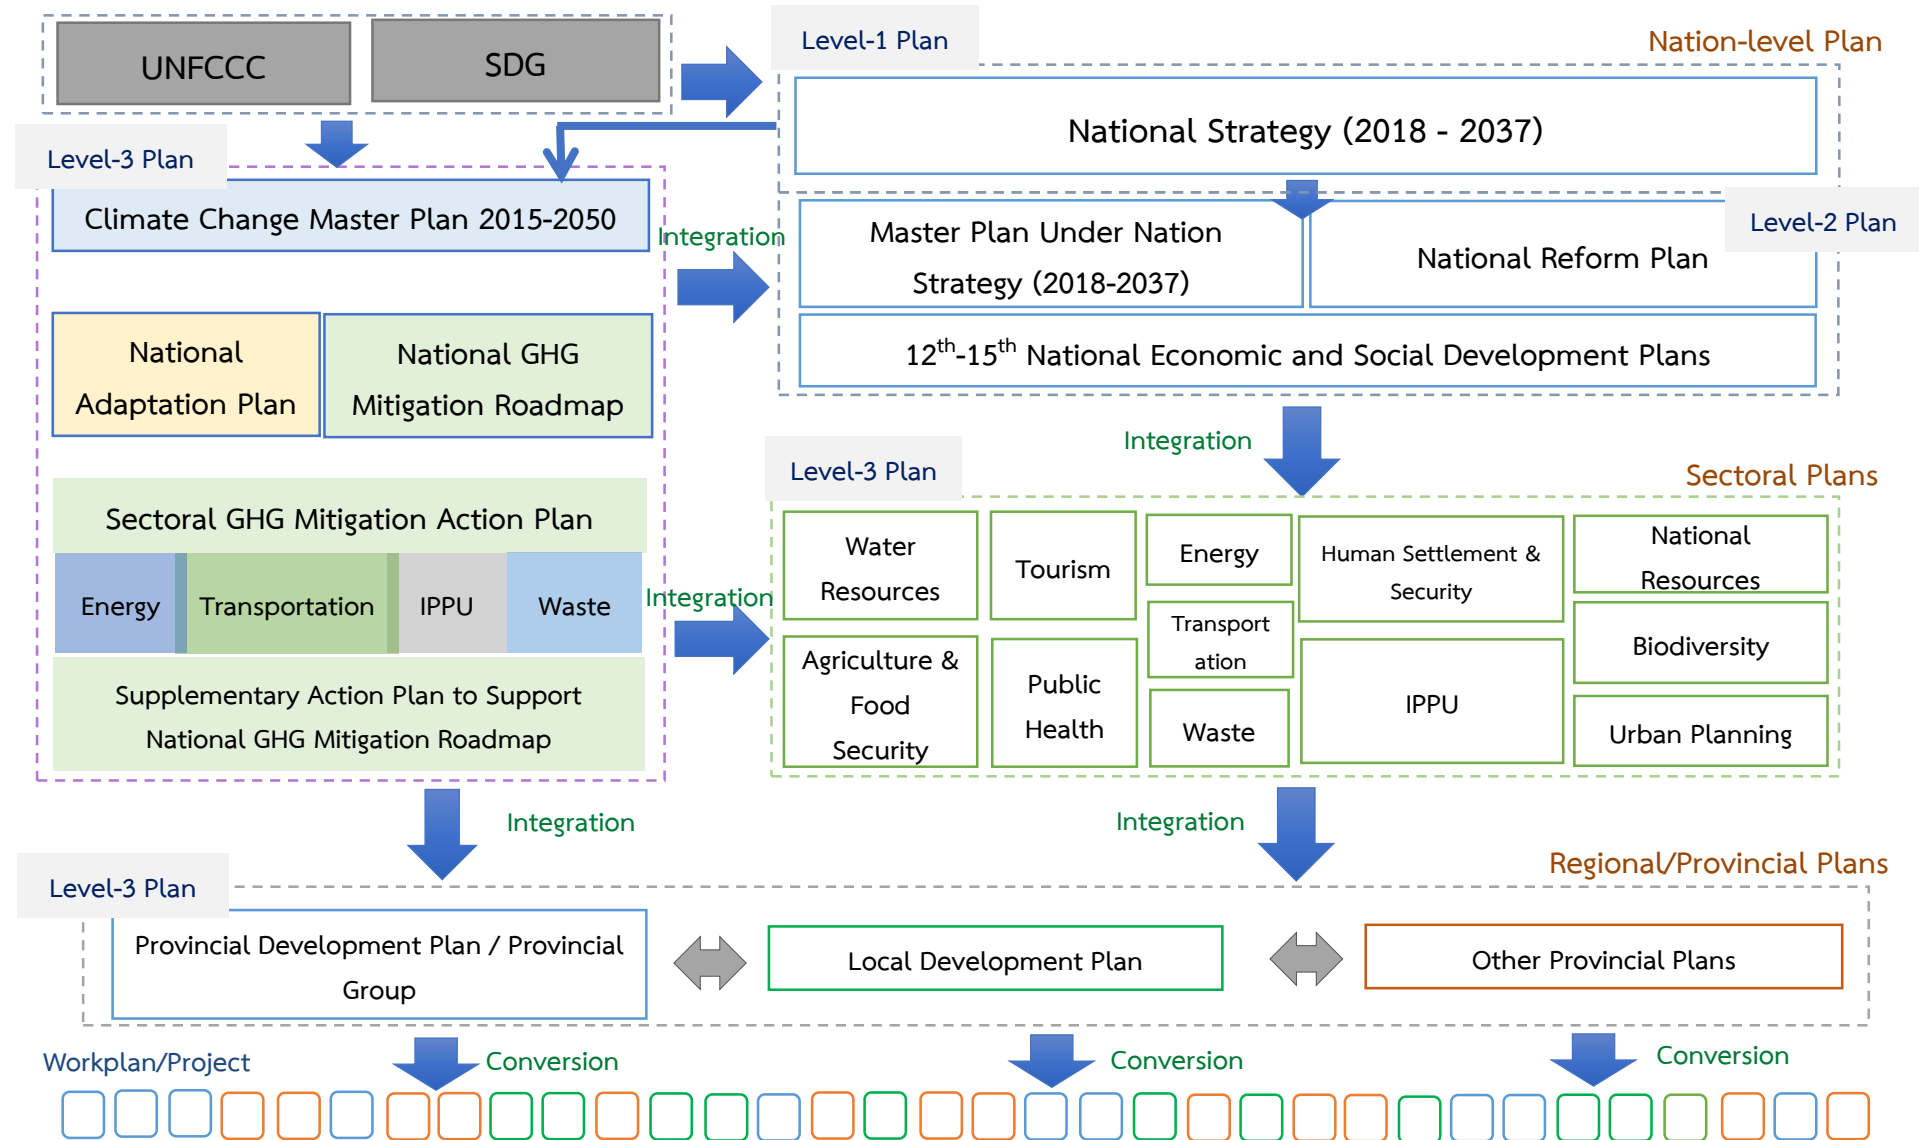 UNFCCC
SDG
Level-1 Plan
Nation-level Plan
National Strategy (2018 - 2037)
Level-3 Plan
Climate Change Master Plan 2015-2050
Integration
Master Plan Under Nation
Strategy (2018-2037)
National Reform Plan
Level-2 Plan
12th-15th National Economic and Social Development Plans
National
Adaptation Plan
National GHG
Mitigation Roadmap
Integration
Level-3 Plan
Sectoral Plans
Sectoral GHG Mitigation Action Plan
Energy
Transportation
IPPU
Waste
Supplementary Action Plan to Support
National GHG Mitigation Roadmap
Integration
Water
Resources
Tourism
Energy
Human Settlement &
Security
National
Resources
Agriculture &
Food
Security
Public
Health
Transport
ation
Waste
IPPU
Biodiversity
Urban Planning
Integration
Integration
Regional/Provincial Plans
Level-3 Plan
Provincial Development Plan / Provincial
Group
Local Development Plan
Other Provincial Plans
Workplan/Project
Conversion
Conversion
Conversion